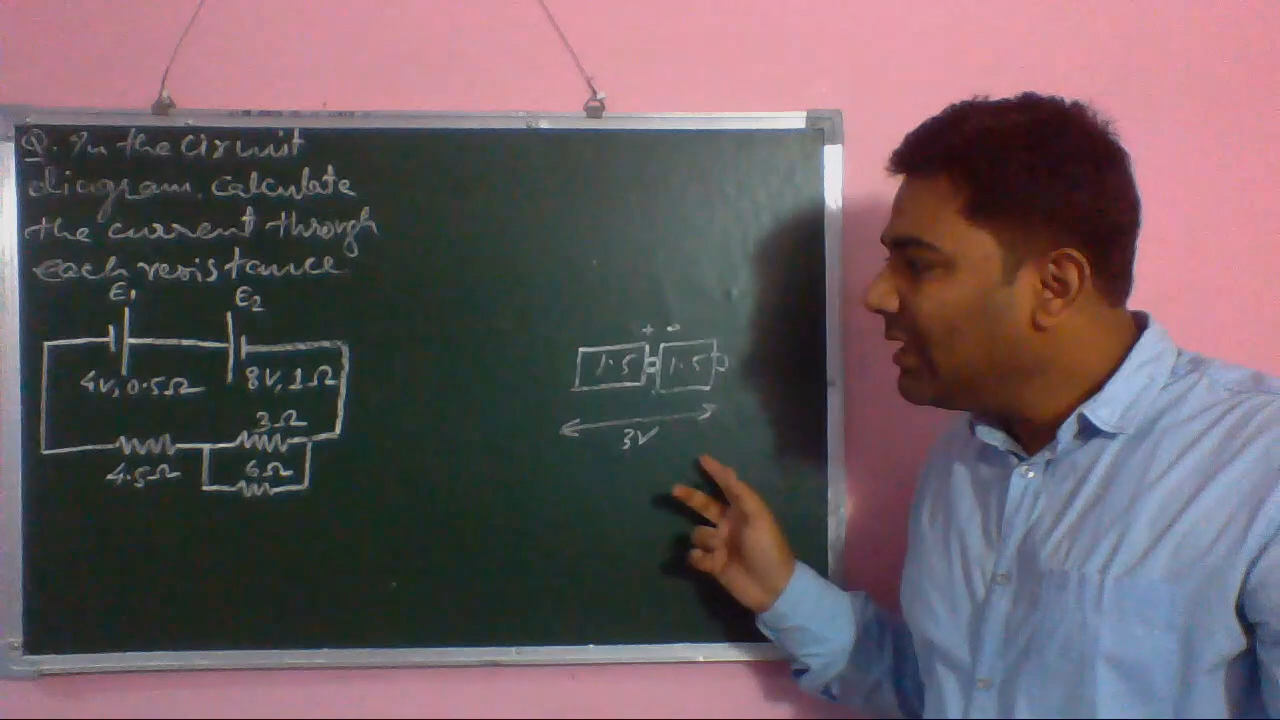 Q. In the circuit
diagram, calculate
the current through
each resistance
E1 E2
4V, 0.5Ω 8V, 1Ω
3Ω
4.5Ω 6Ω
+ -
1.5 1.5
3V